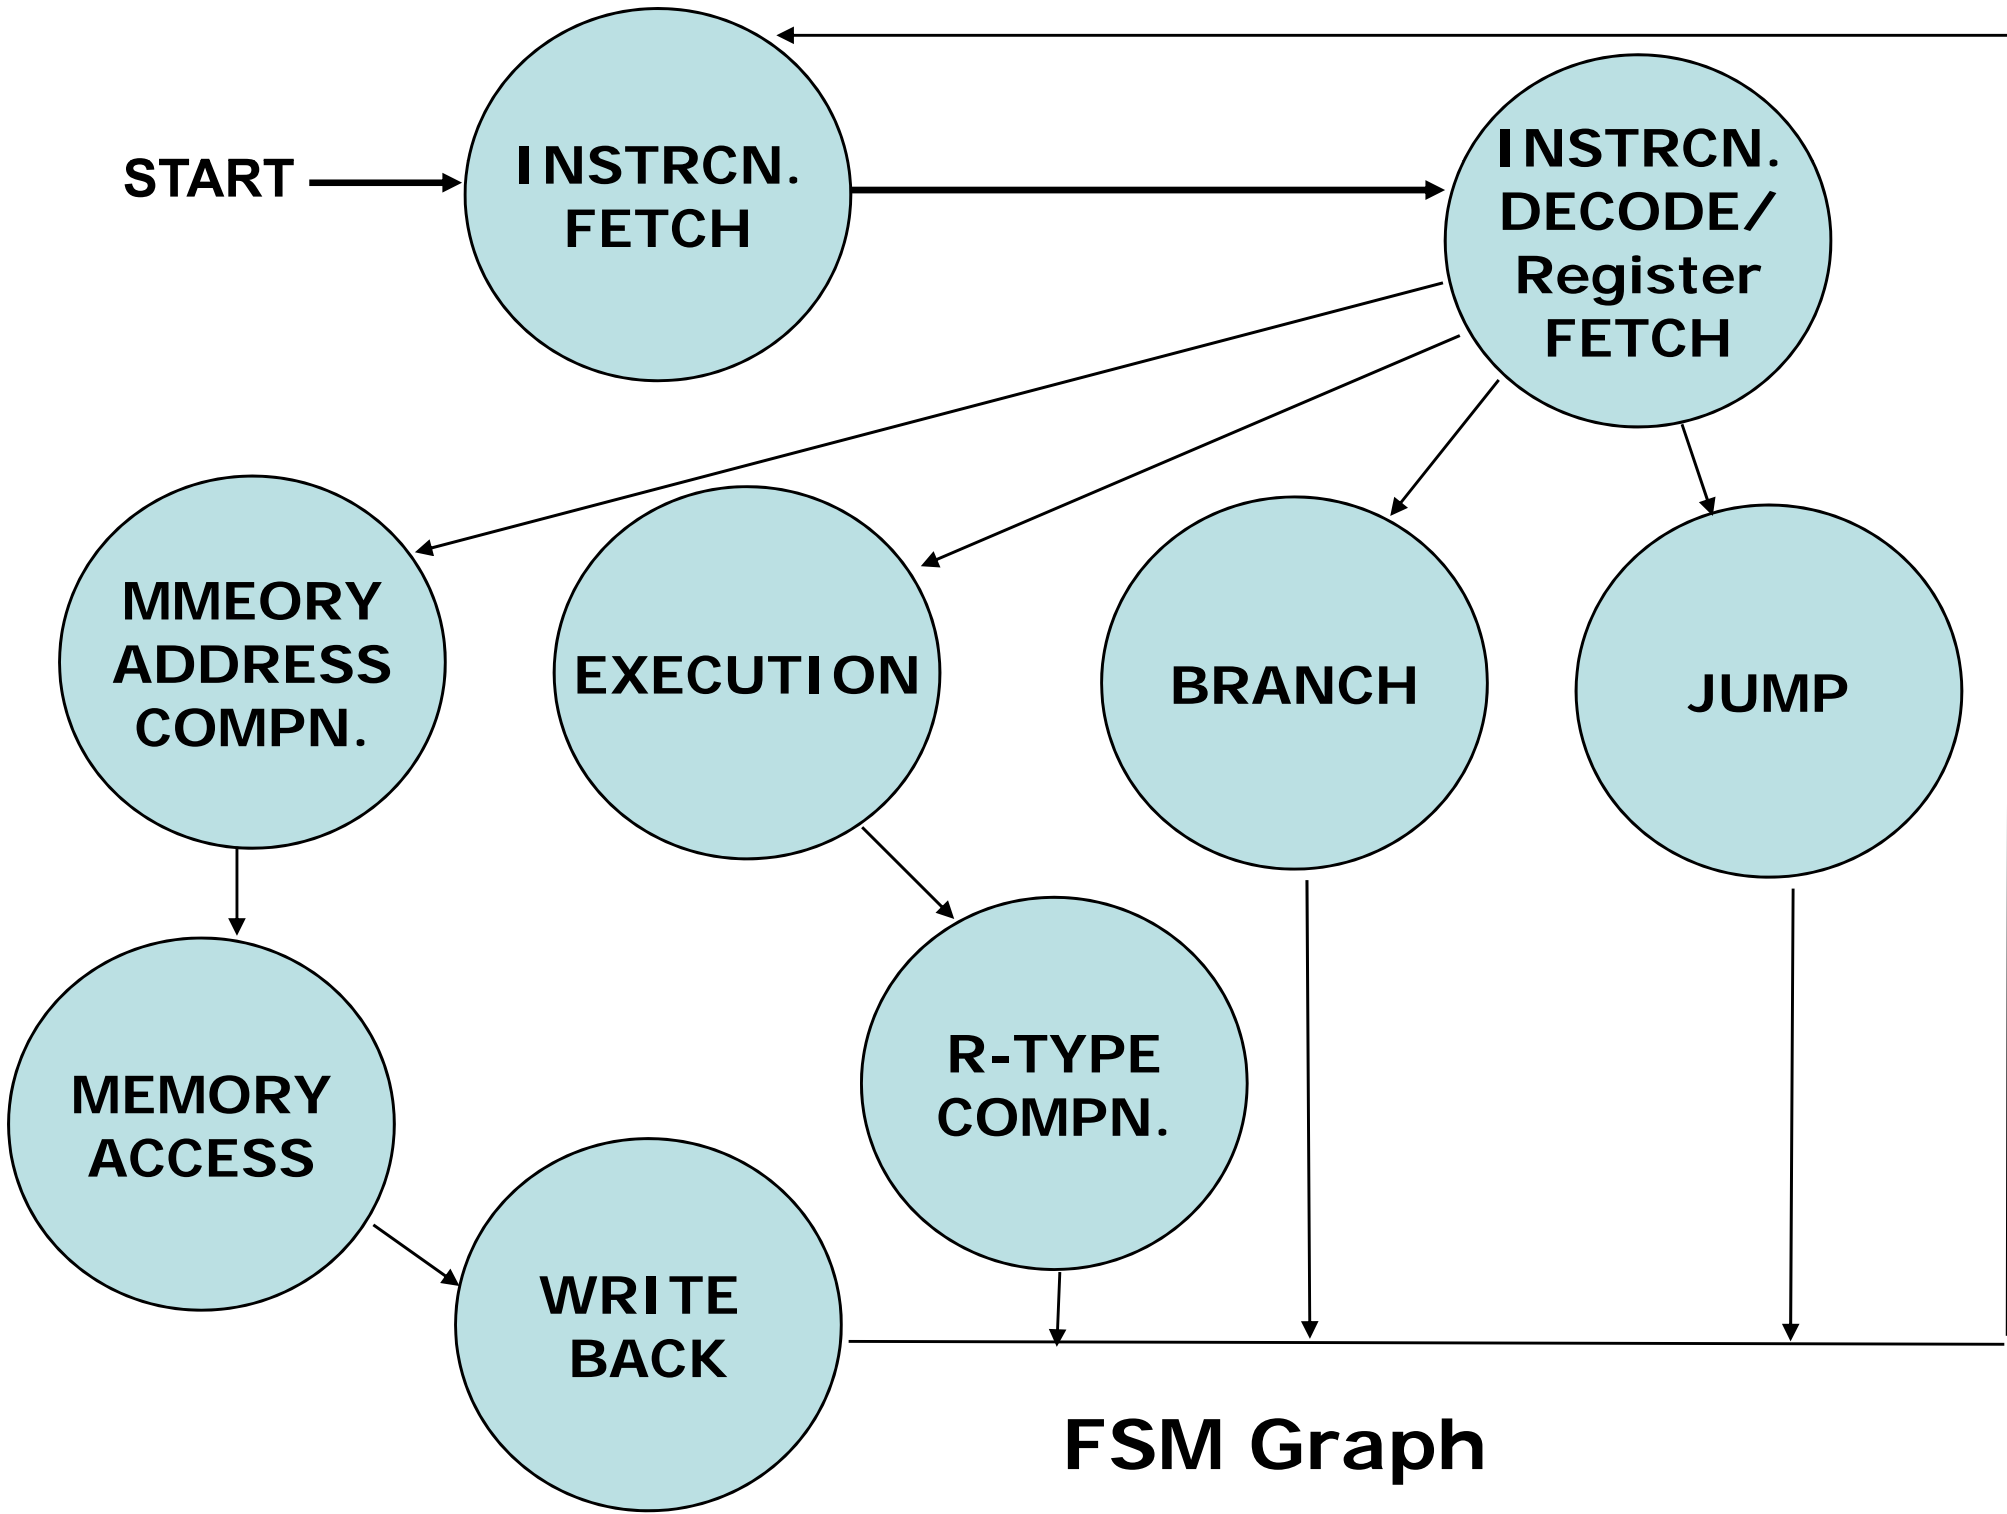 START
INSTRCN.
FETCH
INSTRCN.
DECODE/
Register
FETCH
MMEORY
ADDRESS
COMPN.
EXECUTION
BRANCH
JUMP
MEMORY
ACCESS
R-TYPE
COMPN.
WRITE
BACK
FSM Graph